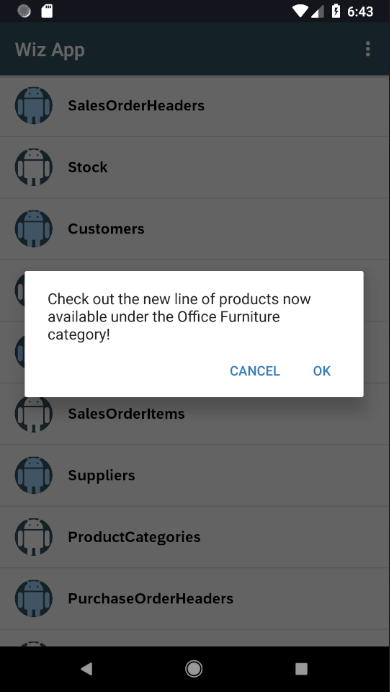 6:43
Wiz App
SalesOrderHeaders
Stock
Customers
Check out the new line of products now
available under the Office Furniture
category!
CANCEL
OK
SalesOrderItems
Suppliers
ProductCategories
PurchaseOrderHeaders